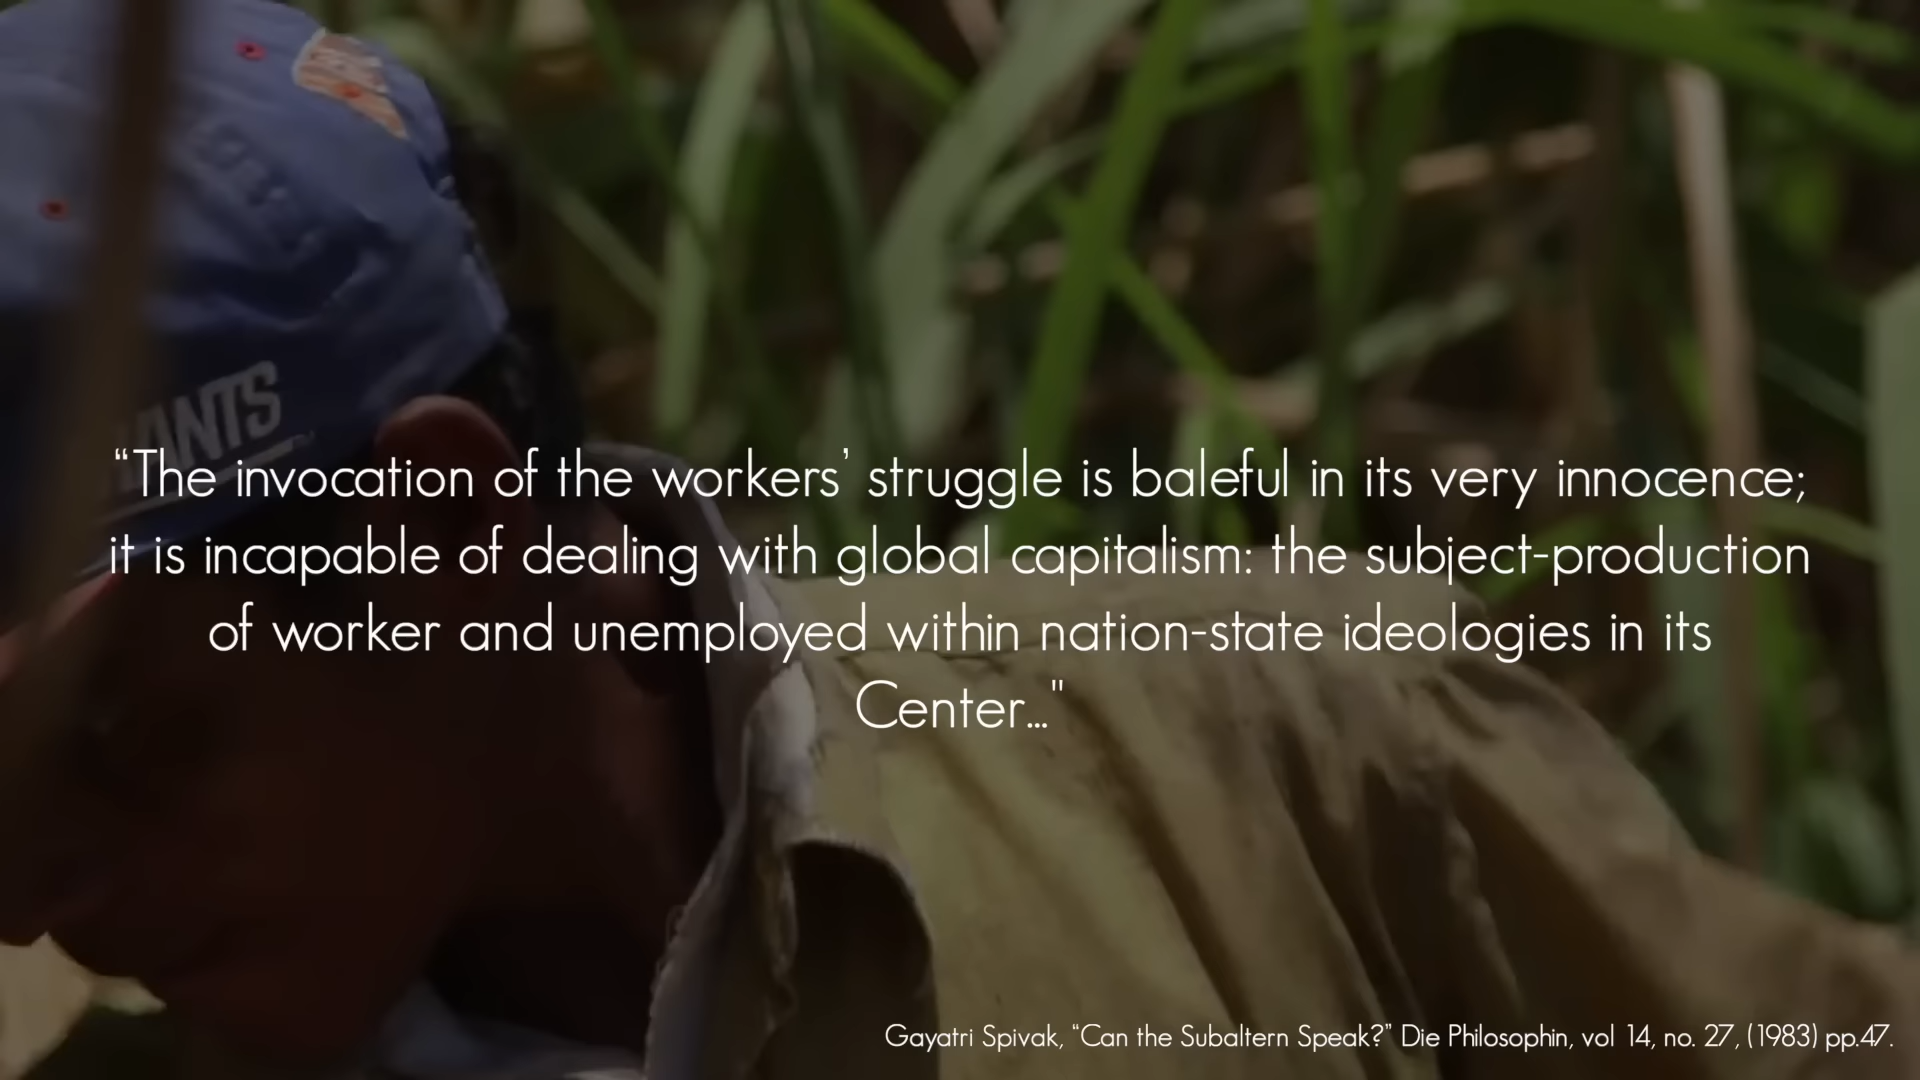 ANTS
“The invocation of the workers’ struggle is baleful in its very innocence;
it is incapable of dealing with global capitalism: the subject-production
of worker and unemployed within nation-state ideologies in its
Center..."
Gayatri Spivak, “Can the Subaltern Speak?” Die Philosophin, vol 14, no. 27, (1983) pp.47.